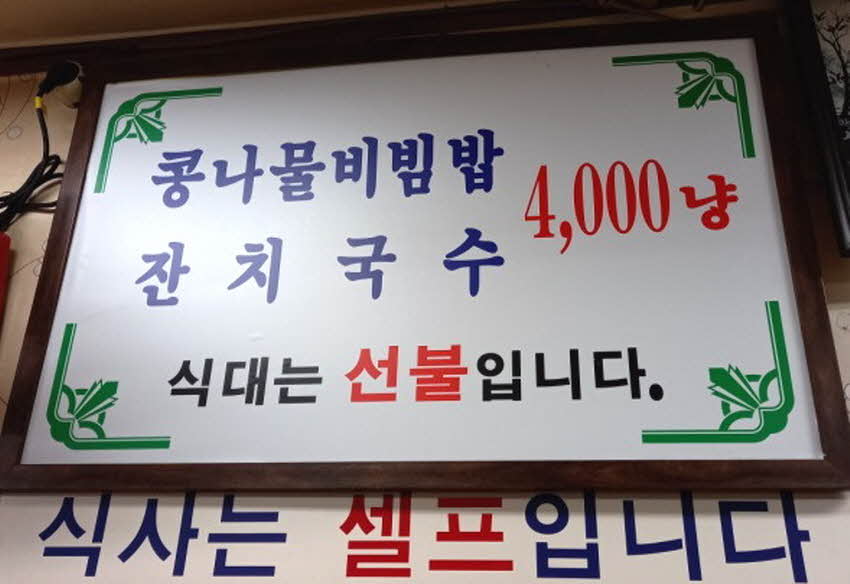 콩나물비빔밥 4,000냥
잔치국수
식대는 선불입니다.
식사는 셀프입니다